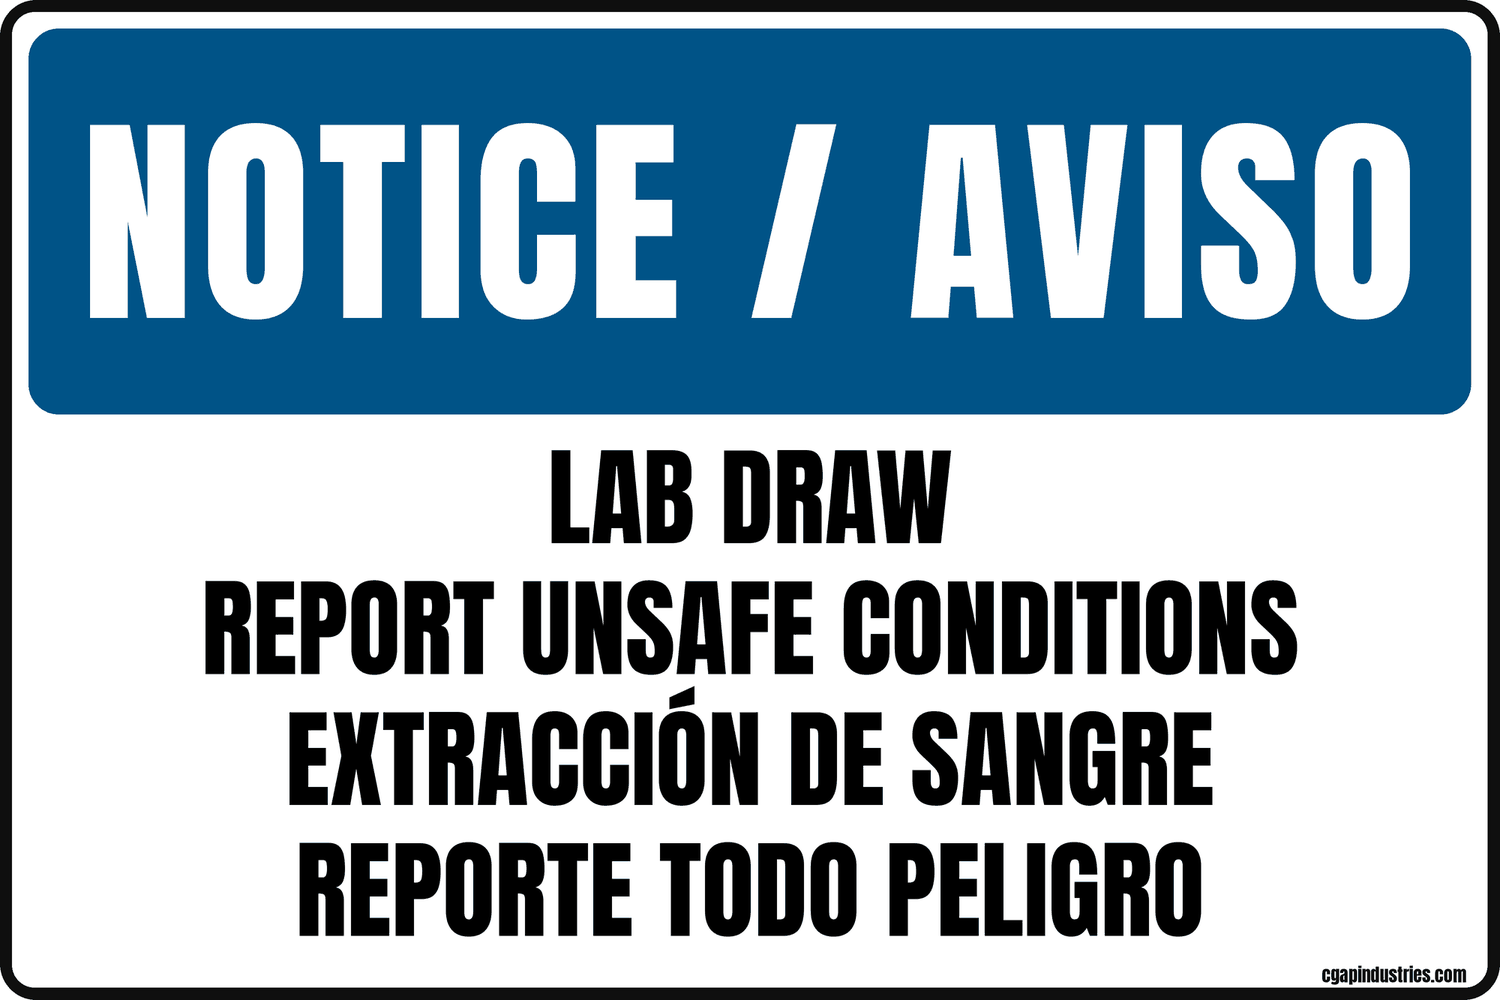 NOTICE / AVISO
LAB DRAW
REPORT UNSAFE CONDITIONS
EXTRACCIÓN DE SANGRE
REPORTE TODO PELIGRO
cgapindustries.com